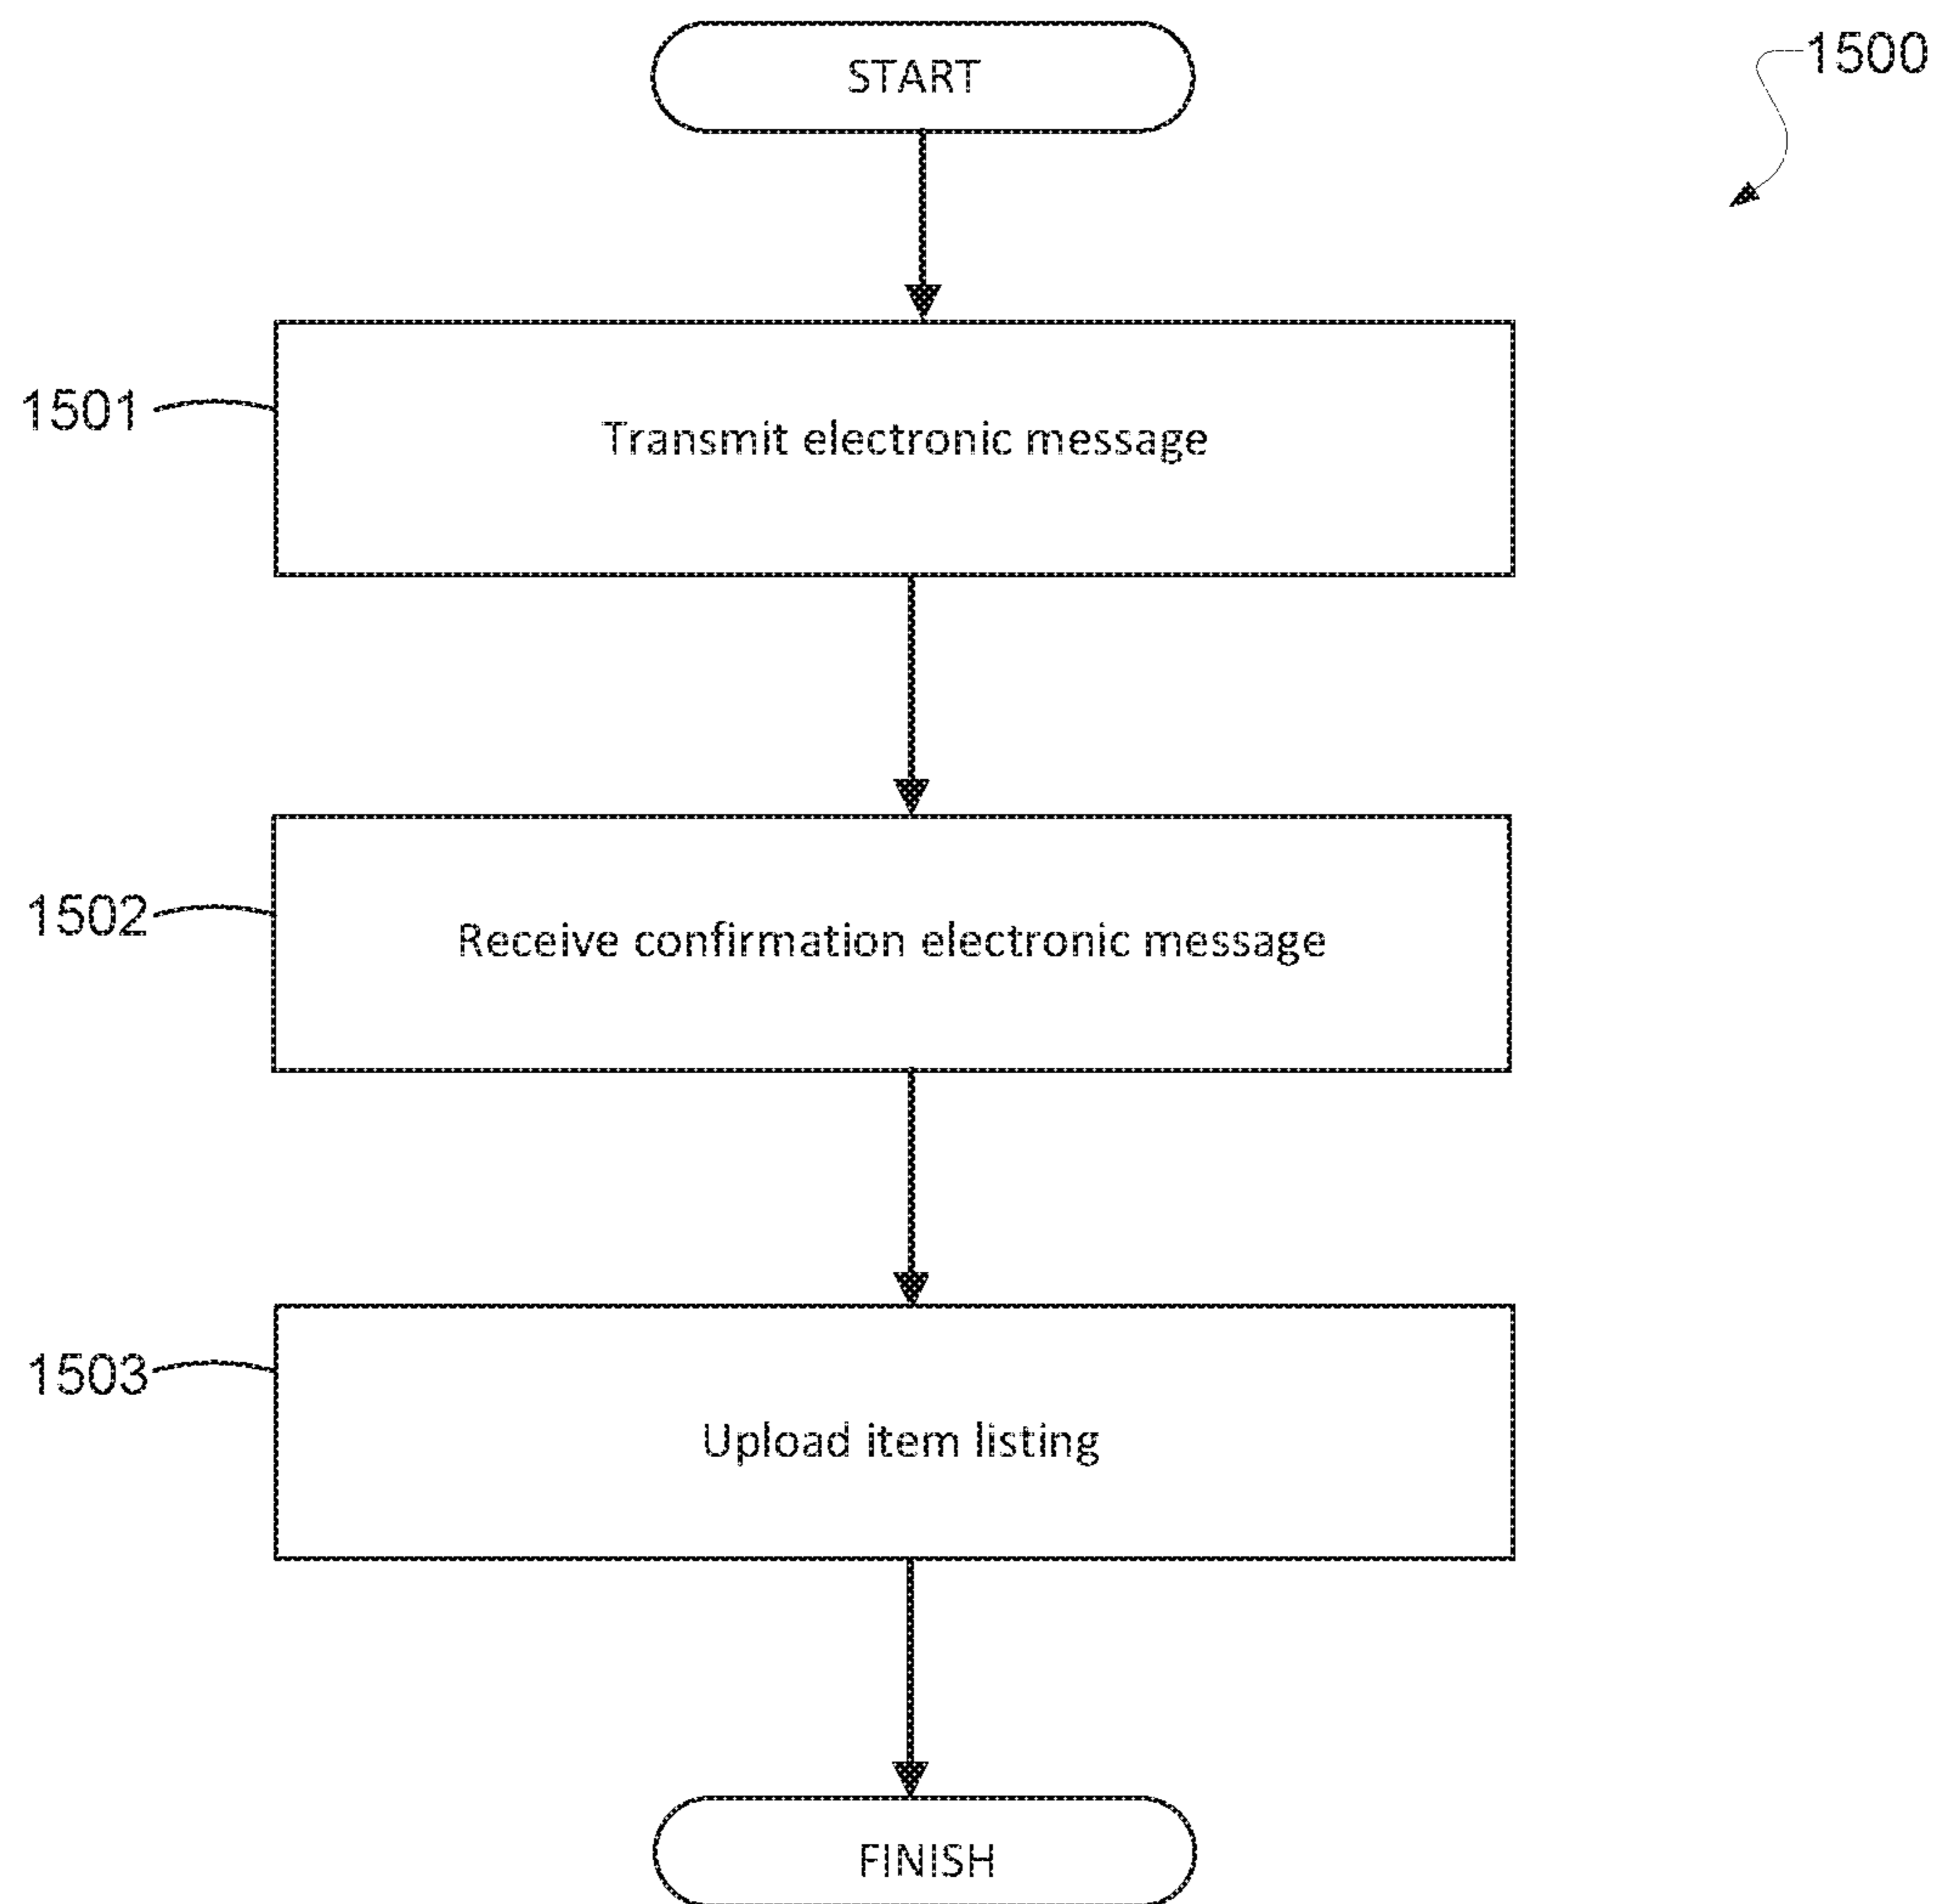 START
1500
1501
Transmit electronic message
1502
Receive confirmation electronic message
1503
Upload item listing
FINISH